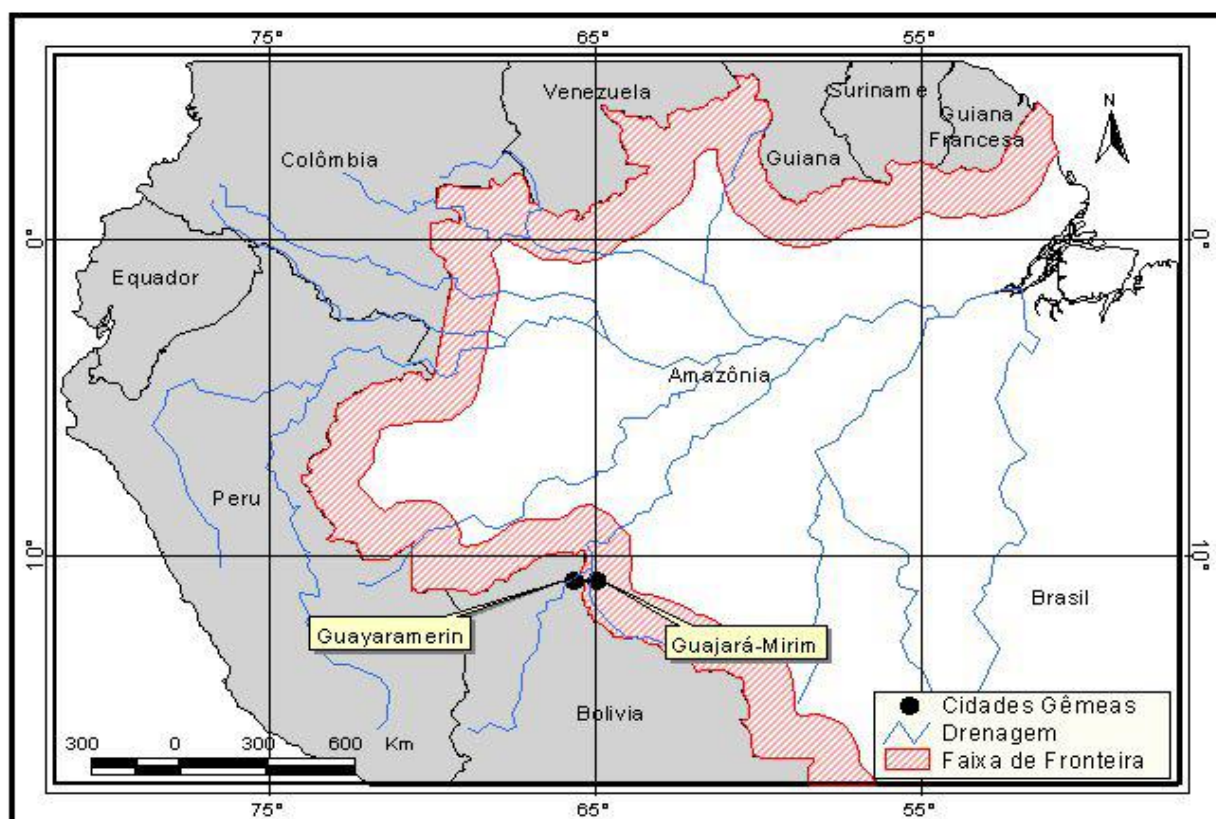 75°
65°
55°
N
Venezuela
Suriname
Guiana
Francesa
Colômbia
Guiana
0°
0°
Equador
Amazônia
Peru
10°
10°
Brasil
Guayaramerin
Guajará-Mirim
Bolivia
Cidades Gêmeas
Drenagem
Faixa de Fronteira
300 0 300 600 Km
75°
65°
55°